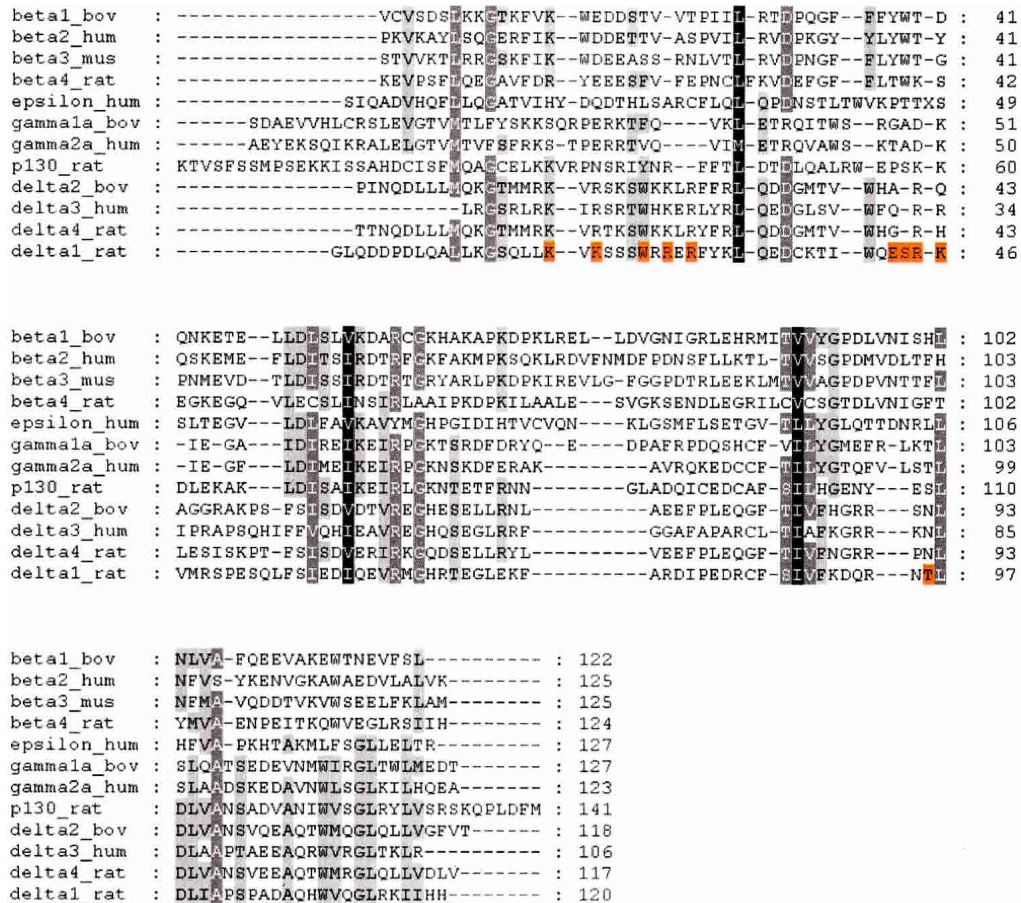 beta1_bov : -----------------VCVSDSLKKGTKFVK--WEDDSTV-VTPIIL-RTDPQGF--FFYWT-D : 41
beta2_hum : -----------------PKVKAYLSQGERFIK--WDDETTV-ASPVIL-RVDPKGY--YLYWT-Y : 41
beta3_mus : -----------------STVVKTLRRGSKFIK--WDEEASS-RNLVTL-RVDPNGF--FLYWT-G : 41
beta4_rat : -----------------KEVPSFLQEGAVFDR--YEEESFV-FEPNCLFKVDEFGF--FLTWK-S : 42
epsilon_hum : --------------SIQADVHQFLLQGATVIHY-DQDTHLSARCFLQL-QPDNSTLTWVKPTTXS : 49
gamma1a_bov : ------SDAEVVHLCRSLEVGTVMTLFYSKKSQRPERKTFQ---VKL-ETRQITWS--RGAD-K : 51
gamma2a_hum : ------AEYEKSQIKRALELGTVMTVFSFRKS-TPERRTVQ---VIM-ETRQVAWS--KTAD-K : 50
p130_rat : KTVSFSSMPSEKKISSAHDCISFMQAGCELKKVRPNSRIYNR--FFTL-DTDLQALRW-EPSK-K : 60
delta2_bov : ---------------PINQDLLLMQKGTMMRK--VRSKSWKKLRFFRL-QDDGMTV--WHA-R-Q : 43
delta3_hum : ------------------------LRGSRLRK--IRSRTWHKERLYRL-QEDGLSV--WFQ-R-R : 34
delta4_rat : ---------------TTNQDLLLMQKGTMMRK--VRTKSWKKLRYFRL-QDDGMTV--WHG-R-H : 43
delta1_rat : -------------GLQDDPDLQALLKGSQLLK--VKSSSWRRERFYKL-QEDCKTI--WQESR-K : 46
beta1_bov : QNKETE--LLDLSLVKDARCGKHAKAPKDPKLREL--LDVGNIGRLEHRMITVVYGPDLVNISHL : 102
beta2_hum : QSKEME--FLDITSIRDTRFGKFAKMPKSQKLRDVFNMDFPDNSFLLKTL-TVVSGPDMVDLTFH : 103
beta3_mus : PNMEVD--TLDISSIRDTRTGRYARLPKDPKIREVLG-FGGPDTRLEEKLMTVVAGPDPVNTTFL : 103
beta4_rat : EGKEGQ--VLECSLINSIRLAAIPKDPKILAALE---SVGKSENDLEGRILCVCSGTDLVNIGFT : 102
epsilon_hum : SLTEGV--LLDLFAVKAVYMGHPGIDIHTVCVQN----KLGSMFLSETGV-TLLYGLQTTDNRLL : 106
gamma1a_bov : -IE-GA--IDIREIKEIRPGKTSRDFDRYQ--E-----DPAFRPDQSHCF-VILYGMEFR-LKTL : 103
gamma2a_hum : -IE-GF--LDIMEIKEIRPGKNSKDFERAK--------AVRQKEDCCF-TILYGTQFV-LSTL : 99
p130_rat : DLEKAK--LDISAIKEIRLGKNTETFRNN--------GLADQICEDCAF-SILHGENY---ESL : 110
delta2_bov : AGGRAKPS-FSISDVDTVREGHESELLRNL---------AEEFPLEQGF-TIVFHGRR---SNL : 93
delta3_hum : IPRAPSQHIFFVQHIEAVREGHQSEGLRRF---------GGAFAPARCL-TIAFKGRR---KNL : 85
delta4_rat : LESISKPT-FSISDVERIRKGQDSELLRYL---------VEEFPLEQGF-TIVFNGRR---PNL : 93
delta1_rat : VMRSPESQLFSIEDIQEVRMGHRTEGLEKF---------ARDIPEDRCF-SIVFKDQR---NTL : 97
beta1_bov : NLVA-FQEEVAKEWTNEVFSL---------- : 122
beta2_hum : NFVS-YKENVGKAWAEDVLALVK-------- : 125
beta3_mus : NFMA-VQDDTVKVWSEELFKLAM-------- : 125
beta4_rat : YMVA-ENPEITKQWVEGLRSIIH-------- : 124
epsilon_hum : HFVA-PKHTAKMLFSGLLELTR--------- : 127
gamma1a_bov : SLQATSEDEVNMWIRGLTWLMEDT------- : 127
gamma2a_hum : SLAADSKEDAVNWLSGLKILHQEA------- : 123
p130_rat : DLVANSADVANIWVSGLRYLVSRSKQPLDFM : 141
delta2_bov : DLVANSVQEAQTWMQGLQLLVGFVT------ : 118
delta3_hum : DLAAPTAEEAQRWVRGLTKLR---------- : 106
delta4_rat : DLVANSVEEAQTWMRGLQLLVDLV------- : 117
delta1_rat : DLIAPSPADAQHWVQGLRKIIHH-------- : 120